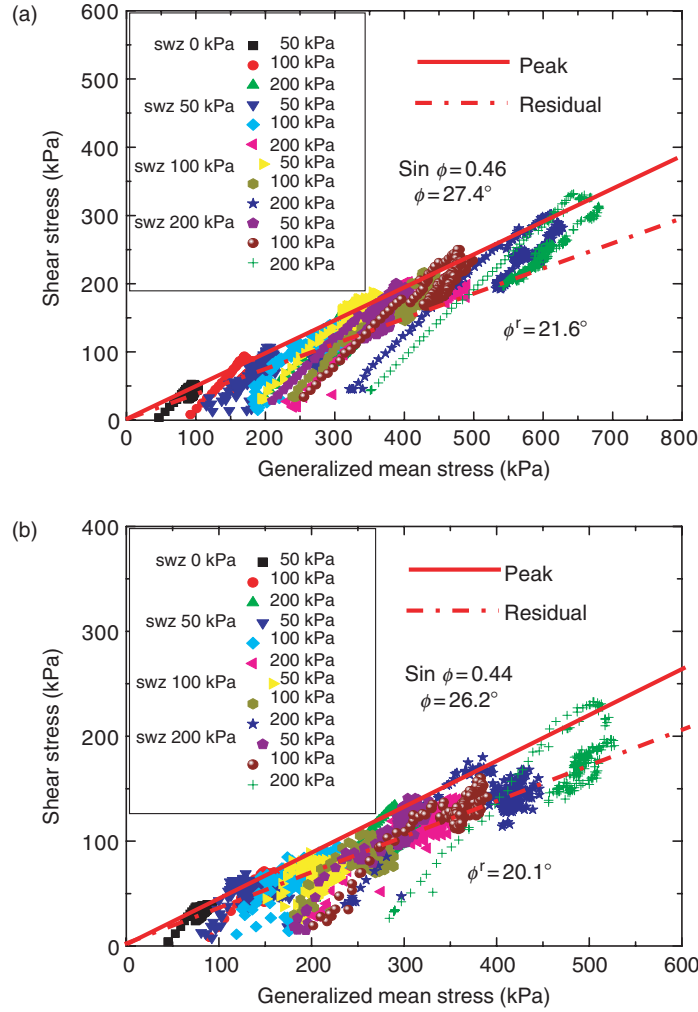 (a)
600
500
400
300
200
100
0
Shear stress (kPa)
swz 0 kPa
50 kPa
100 kPa
200 kPa
swz 50 kPa
50 kPa
100 kPa
200 kPa
swz 100 kPa
50 kPa
100 kPa
200 kPa
swz 200 kPa
50 kPa
100 kPa
200 kPa
Peak
Residual
Sin ϕ = 0.46
ϕ = 27.4°
ϕʳ = 21.6°
0 100 200 300 400 500 600 700 800
Generalized mean stress (kPa)
(b)
400
300
200
100
0
Shear stress (kPa)
swz 0 kPa
50 kPa
100 kPa
200 kPa
swz 50 kPa
50 kPa
100 kPa
200 kPa
swz 100 kPa
50 kPa
100 kPa
200 kPa
swz 200 kPa
50 kPa
100 kPa
200 kPa
Peak
Residual
Sin ϕ = 0.44
ϕ = 26.2°
ϕʳ = 20.1°
0 100 200 300 400 500 600
Generalized mean stress (kPa)